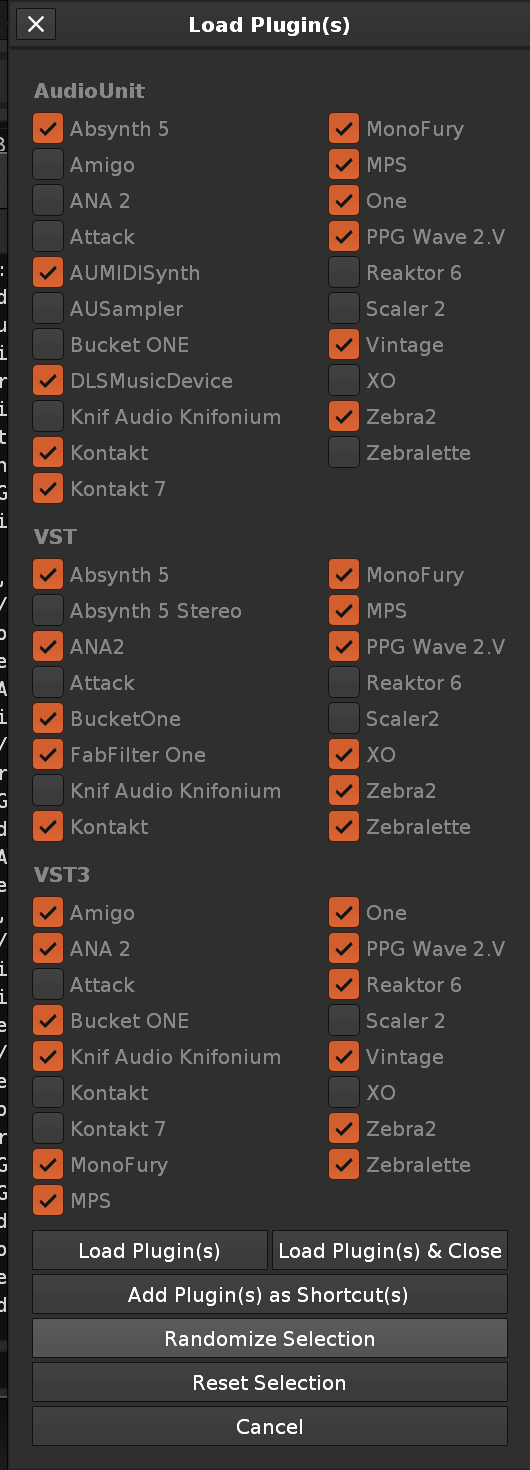 Load Plugin(s)
AudioUnit
Absynth 5
Amigo
ANA 2
Attack
AUMIDISynth
AUSampler
Bucket ONE
DLSMusicDevice
Knif Audio Knifonium
Kontakt
Kontakt 7
MonoFury
MPS
One
PPG Wave 2.V
Reaktor 6
Scaler 2
Vintage
XO
Zebra2
Zebralette
VST
Absynth 5
Absynth 5 Stereo
ANA2
Attack
BucketOne
FabFilter One
Knif Audio Knifonium
Kontakt
MonoFury
MPS
PPG Wave 2.V
Reaktor 6
Scaler2
XO
Zebra2
Zebralette
VST3
Amigo
ANA 2
Attack
Bucket ONE
Knif Audio Knifonium
Kontakt
Kontakt 7
MonoFury
MPS
One
PPG Wave 2.V
Reaktor 6
Scaler 2
Vintage
XO
Zebra2
Zebralette
Load Plugin(s)
Load Plugin(s) & Close
Add Plugin(s) as Shortcut(s)
Randomize Selection
Reset Selection
Cancel